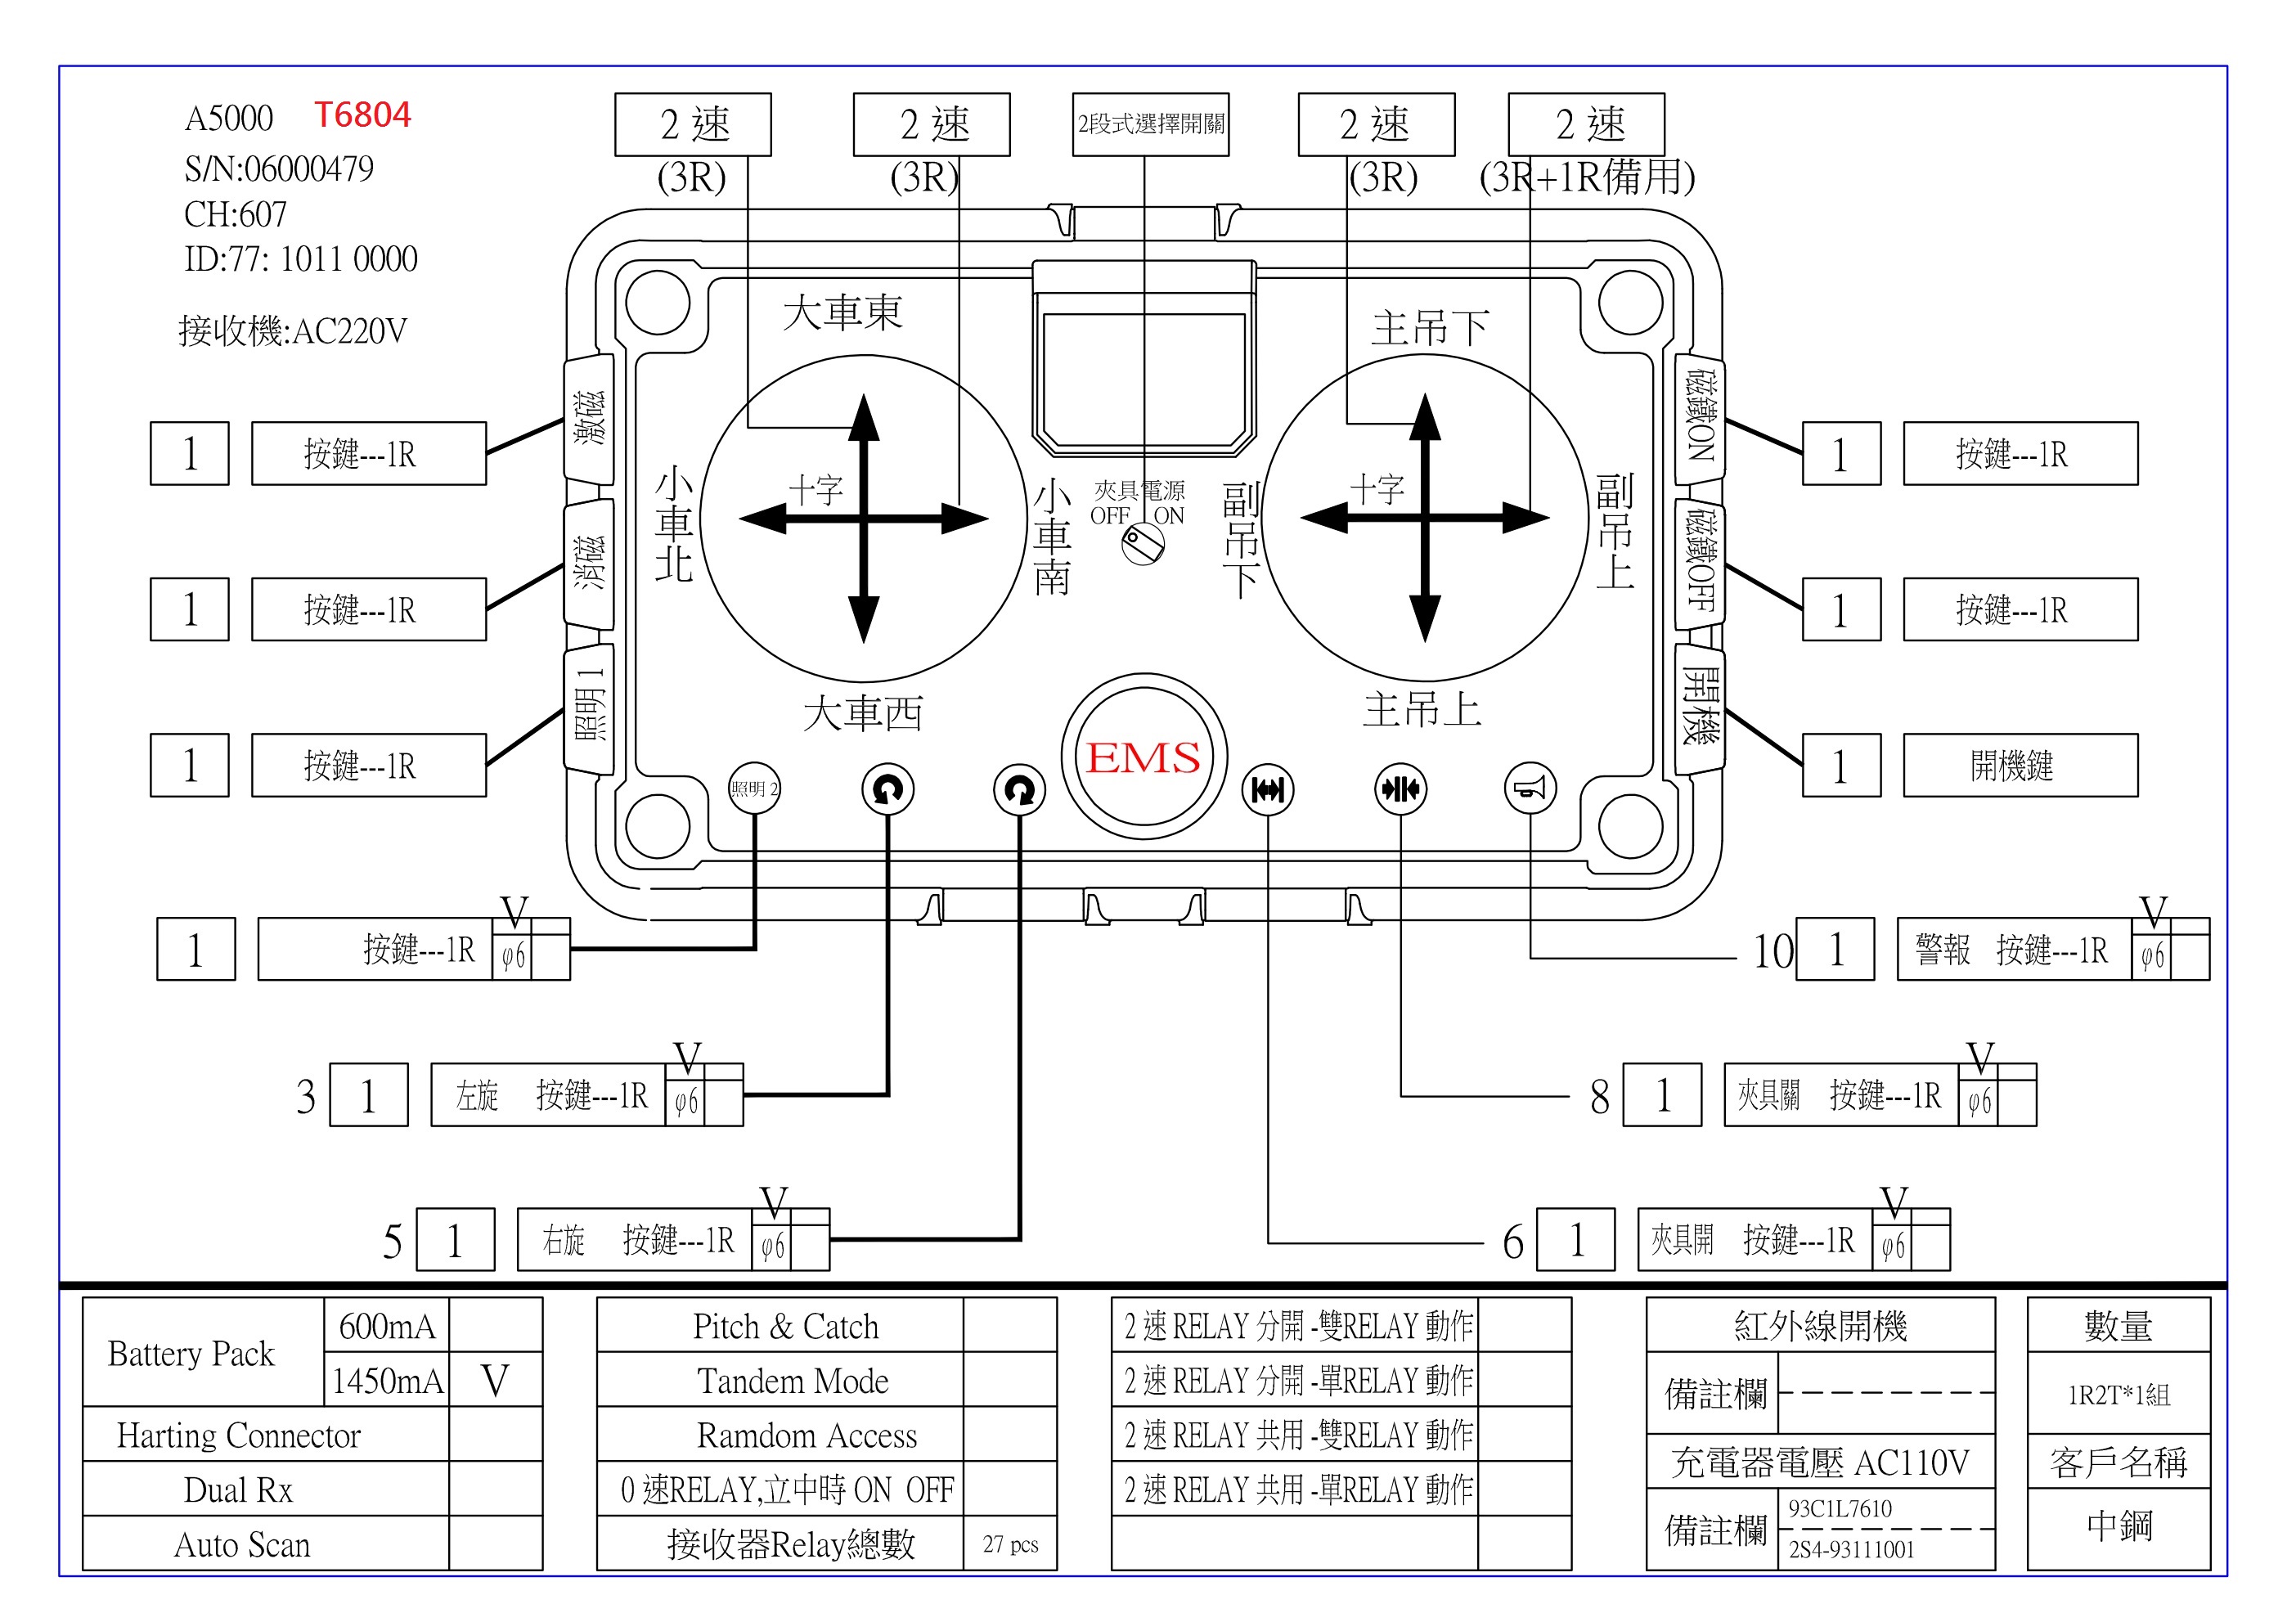 A5000 T6804
S/N:06000479
CH:607
ID:77: 1011 0000
接收機:AC220V
2 速
(3R)
2 速
(3R)
2段式選擇開關
2 速
(3R)
2 速
(3R+1R備用)
大車東
小車北
十字
小車南
大車西
夾具電源
OFF ON
主吊下
副吊下
十字
副吊上
主吊上
EMS
激磁
1 按鍵---1R
消磁
1 按鍵---1R
照明 1
1 按鍵---1R
磁鐵ON
1 按鍵---1R
磁鐵OFF
1 按鍵---1R
開機
1 開機鍵
照明 2
1 按鍵---1R V φ6
3 1 左旋 按鍵---1R V φ6
5 1 右旋 按鍵---1R V φ6
10 1 警報 按鍵---1R V φ6
8 1 夾具關 按鍵---1R V φ6
6 1 夾具開 按鍵---1R V φ6
Battery Pack
600mA
1450mA V
Harting Connector
Dual Rx
Auto Scan
Pitch & Catch
Tandem Mode
Ramdom Access
0 速RELAY,立中時 ON OFF
接收器Relay總數 27 pcs
2 速 RELAY 分開 -雙RELAY 動作
2 速 RELAY 分開 -單RELAY 動作
2 速 RELAY 共用 -雙RELAY 動作
2 速 RELAY 共用 -單RELAY 動作
紅外線開機
備註欄
充電器電壓 AC110V
備註欄
93C1L7610
2S4-93111001
數量
1R2T*1組
客戶名稱
中鋼